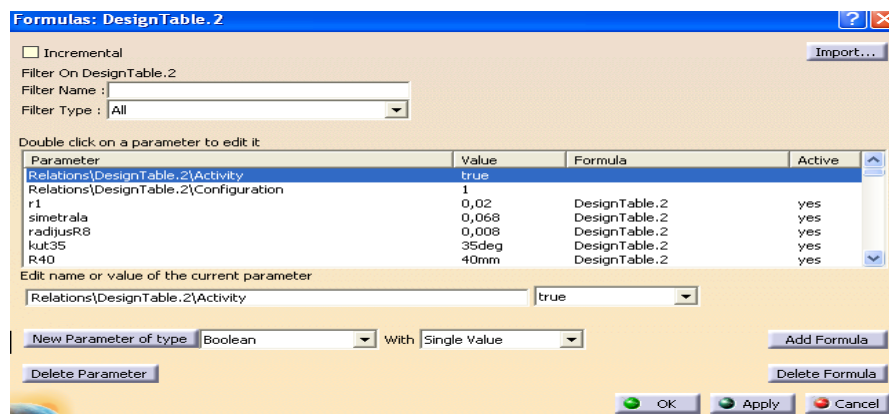 Formulas: DesignTable.2
Incremental
Import...
Filter On DesignTable.2
Filter Name :
Filter Type : All
Double click on a parameter to edit it
Parameter Value Formula Active
Relations\DesignTable.2\Activity true
Relations\DesignTable.2\Configuration 1
r1 0,02 DesignTable.2 yes
simetrala 0,068 DesignTable.2 yes
radijusR8 0,008 DesignTable.2 yes
kut35 35deg DesignTable.2 yes
R40 40mm DesignTable.2 yes
Edit name or value of the current parameter
Relations\DesignTable.2\Activity true
New Parameter of type Boolean With Single Value Add Formula
Delete Parameter Delete Formula
OK Apply Cancel